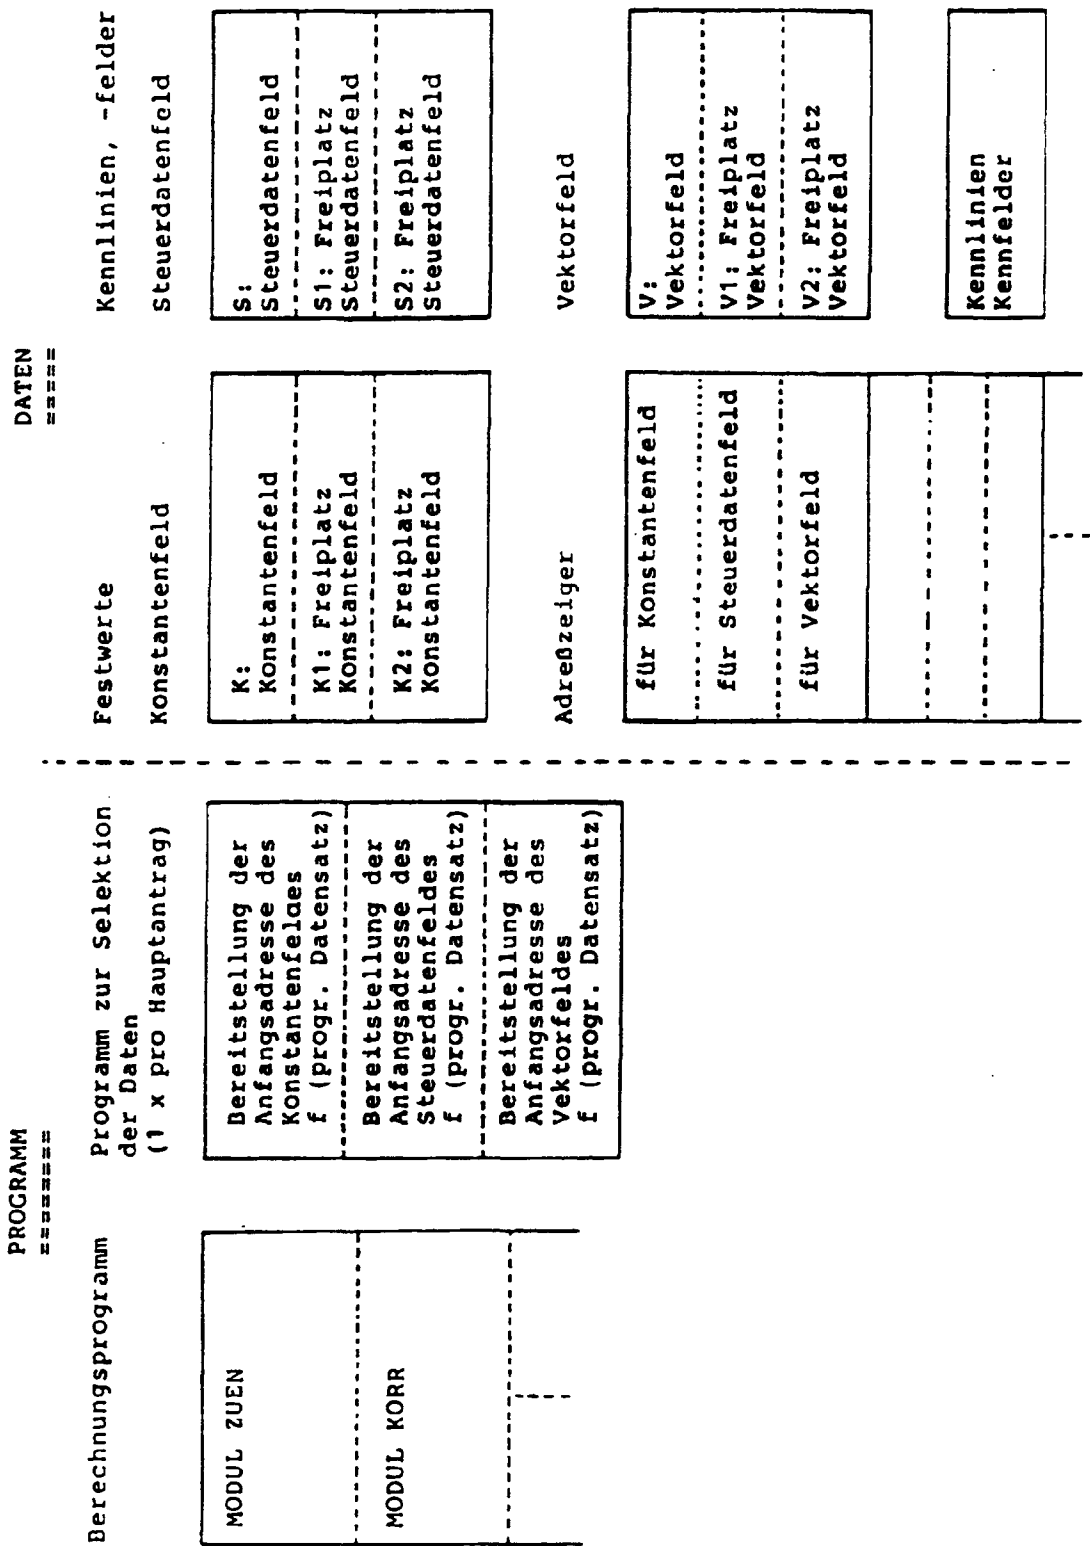 PROGRAMM
========
Berechnungsprogramm
MODUL ZUEN
MODUL KORR
Programm zur Selektion
der Daten
(1 x pro Hauptantrag)
Bereitstellung der
Anfangsadresse des
Konstantenfeldes
f (progr. Datensatz)
Bereitstellung der
Anfangsadresse des
Steuerdatenfeldes
f (progr. Datensatz)
Bereitstellung der
Anfangsadresse des
Vektorfeldes
f (progr. Datensatz)
DATEN
=====
Festwerte
Konstantenfeld
K:
Konstantenfeld
K1: Freiplatz
Konstantenfeld
K2: Freiplatz
Konstantenfeld
Adreßzeiger
für Konstantenfeld
für Steuerdatenfeld
für Vektorfeld
Kennlinien, -felder
Steuerdatenfeld
S:
Steuerdatenfeld
S1: Freiplatz
Steuerdatenfeld
S2: Freiplatz
Steuerdatenfeld
Vektorfeld
V:
Vektorfeld
V1: Freiplatz
Vektorfeld
V2: Freiplatz
Vektorfeld
Kennlinien
Kennfelder